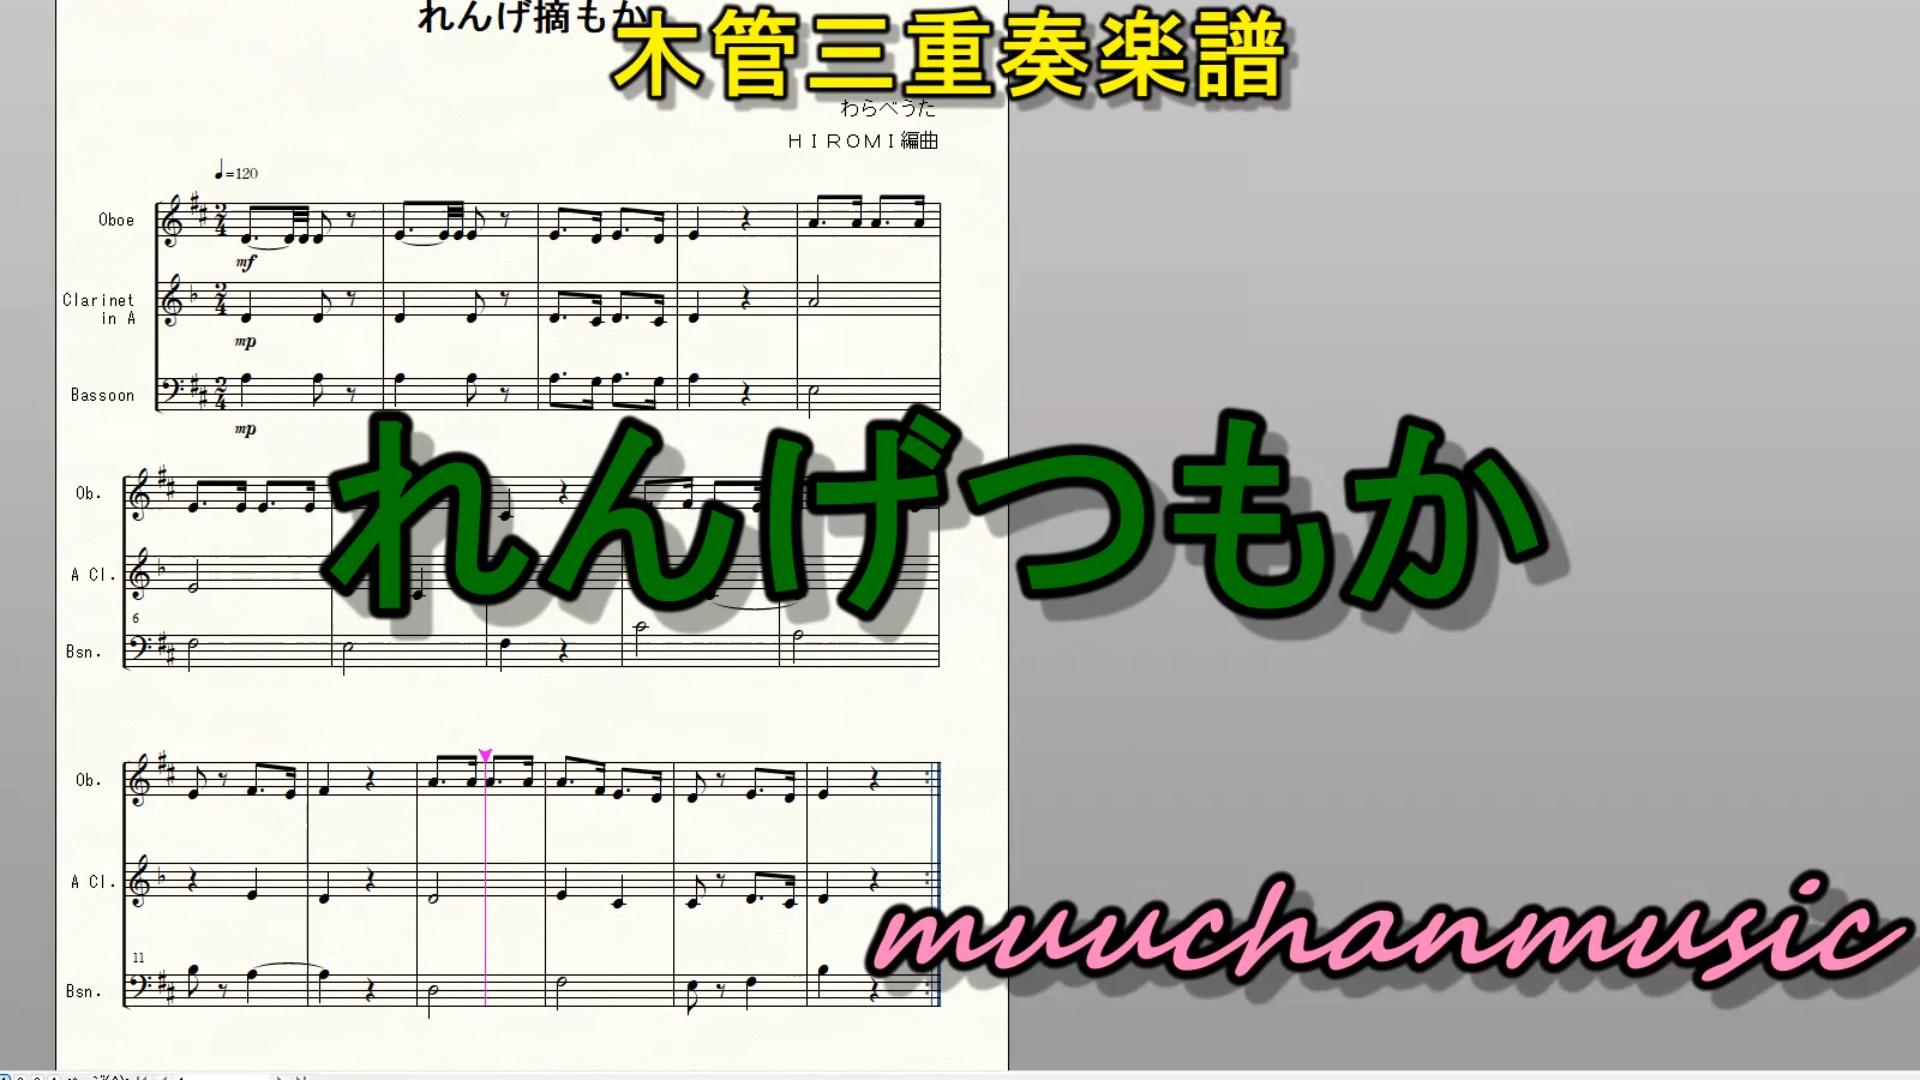 れんげ摘もか
木管三重奏楽譜
わらべうた
ＨＩＲＯＭＩ編曲
♩=120
Oboe
mf
Clarinet
in A
mp
Bassoon
mp
れんげつもか
Ob.
A Cl.
6
Bsn.
Ob.
A Cl.
muuchanmusic
11
Bsn.